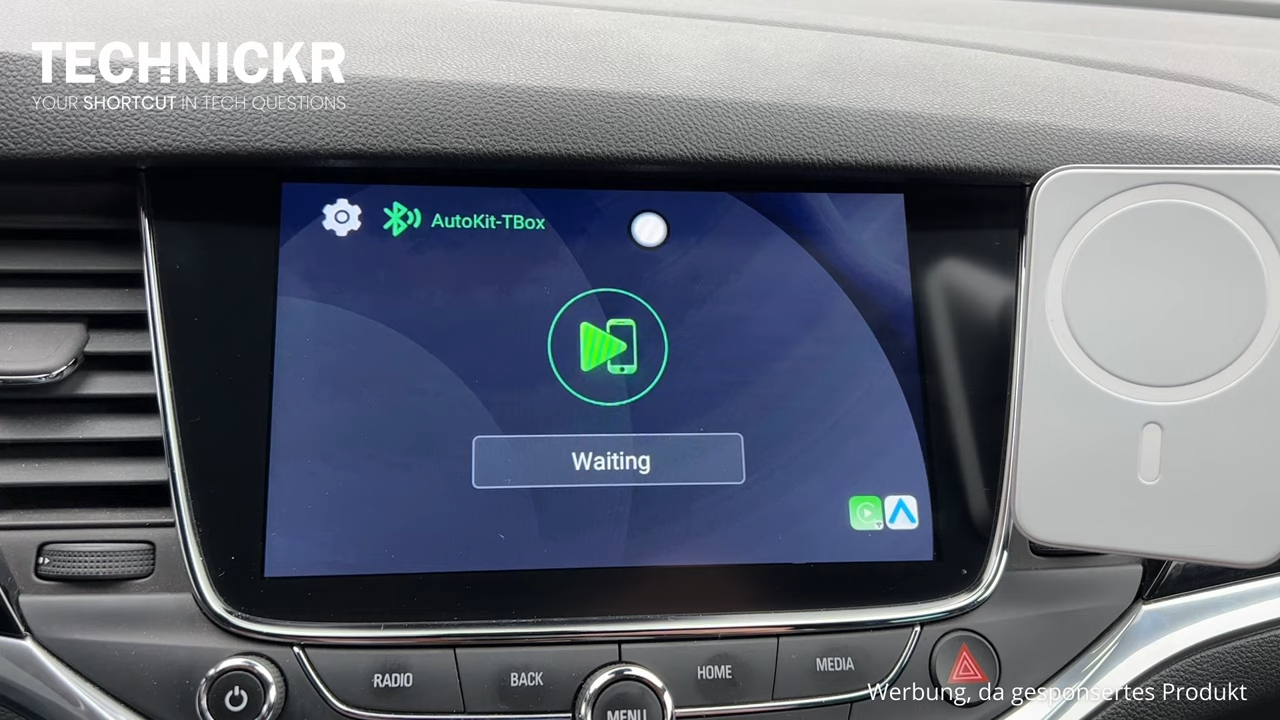 TECHNICKR
YOUR SHORTCUT IN TECH QUESTIONS
AutoKit-TBox
Waiting
RADIO
BACK
HOME
MEDIA
MENU
Werbung, da gesponsertes Produkt